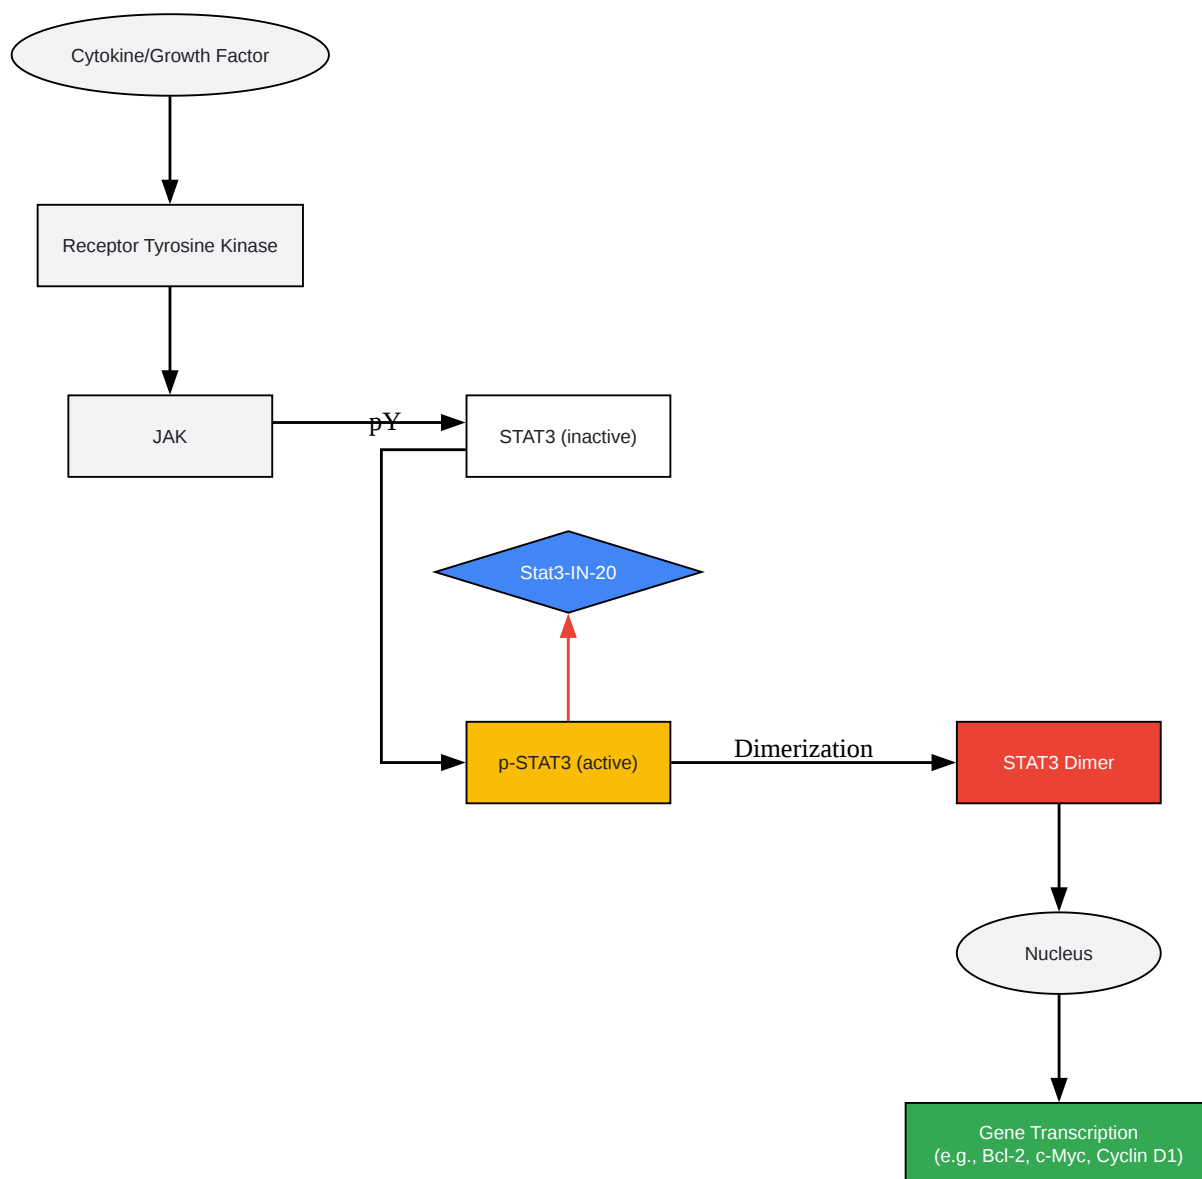 Cytokine/Growth Factor
Receptor Tyrosine Kinase
JAK
pY
STAT3 (inactive)
Stat3-IN-20
p-STAT3 (active)
Dimerization
STAT3 Dimer
Nucleus
Gene Transcription
(e.g., Bcl-2, c-Myc, Cyclin D1)